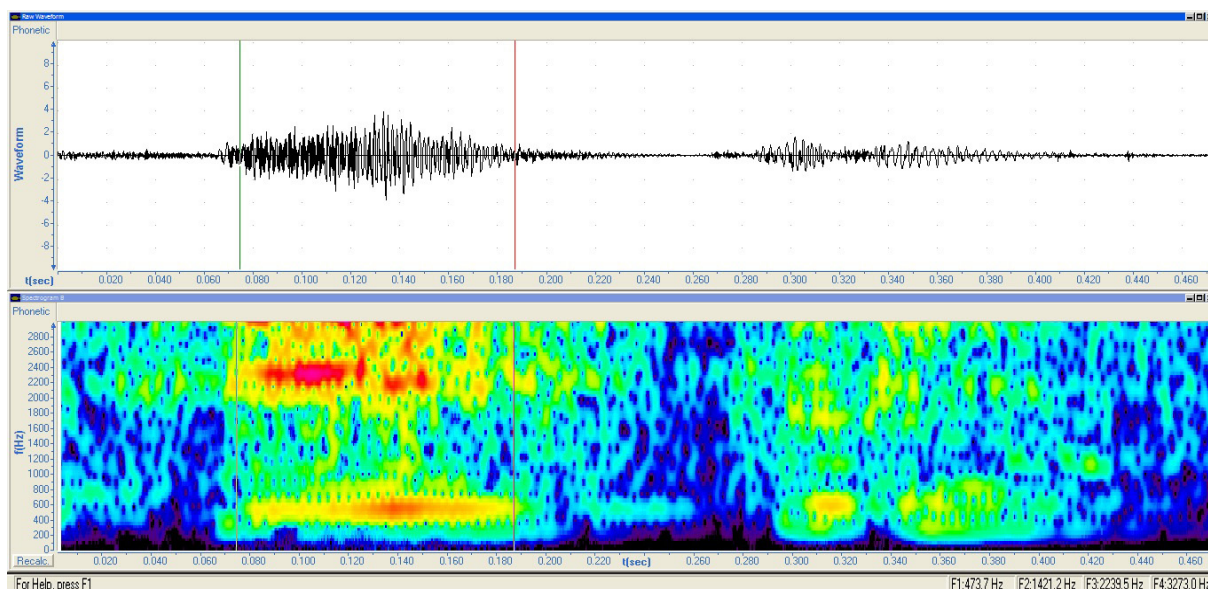 Raw Waveform
Phonetic
8
6
4
2
0
-2
-4
-6
-8
Waveform
t(sec) 0.020 0.040 0.060 0.080 0.100 0.120 0.140 0.160 0.180 0.200 0.220 0.240 0.260 0.280 0.300 0.320 0.340 0.360 0.380 0.400 0.420 0.440 0.460
Spectrogram B
Phonetic
2800
2600
2400
2200
2000
1800
1600
1400
1200
1000
800
600
400
200
0
f(Hz)
Recalc. 0.020 0.040 0.060 0.080 0.100 0.120 0.140 0.160 0.180 0.200 0.220 t(sec) 0.240 0.260 0.280 0.300 0.320 0.340 0.360 0.380 0.400 0.420 0.440 0.460
For Help, press F1 F1:473.7 Hz F2:1421.2 Hz F3:2239.5 Hz F4:3273.0 Hz